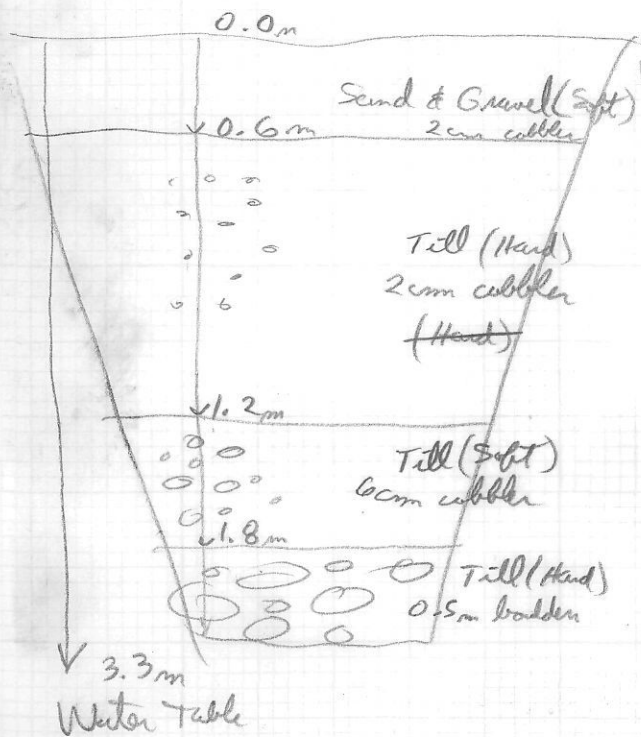 0.0m
Sand & Gravel (Soft)
0.6m
2cm cobbles
Till (Hard)
2cm cobbles
(Hard)
1.2m
Till (Soft)
6cm cobbles
1.8m
Till (Hard)
0.5m boulders
3.3m
Water Table